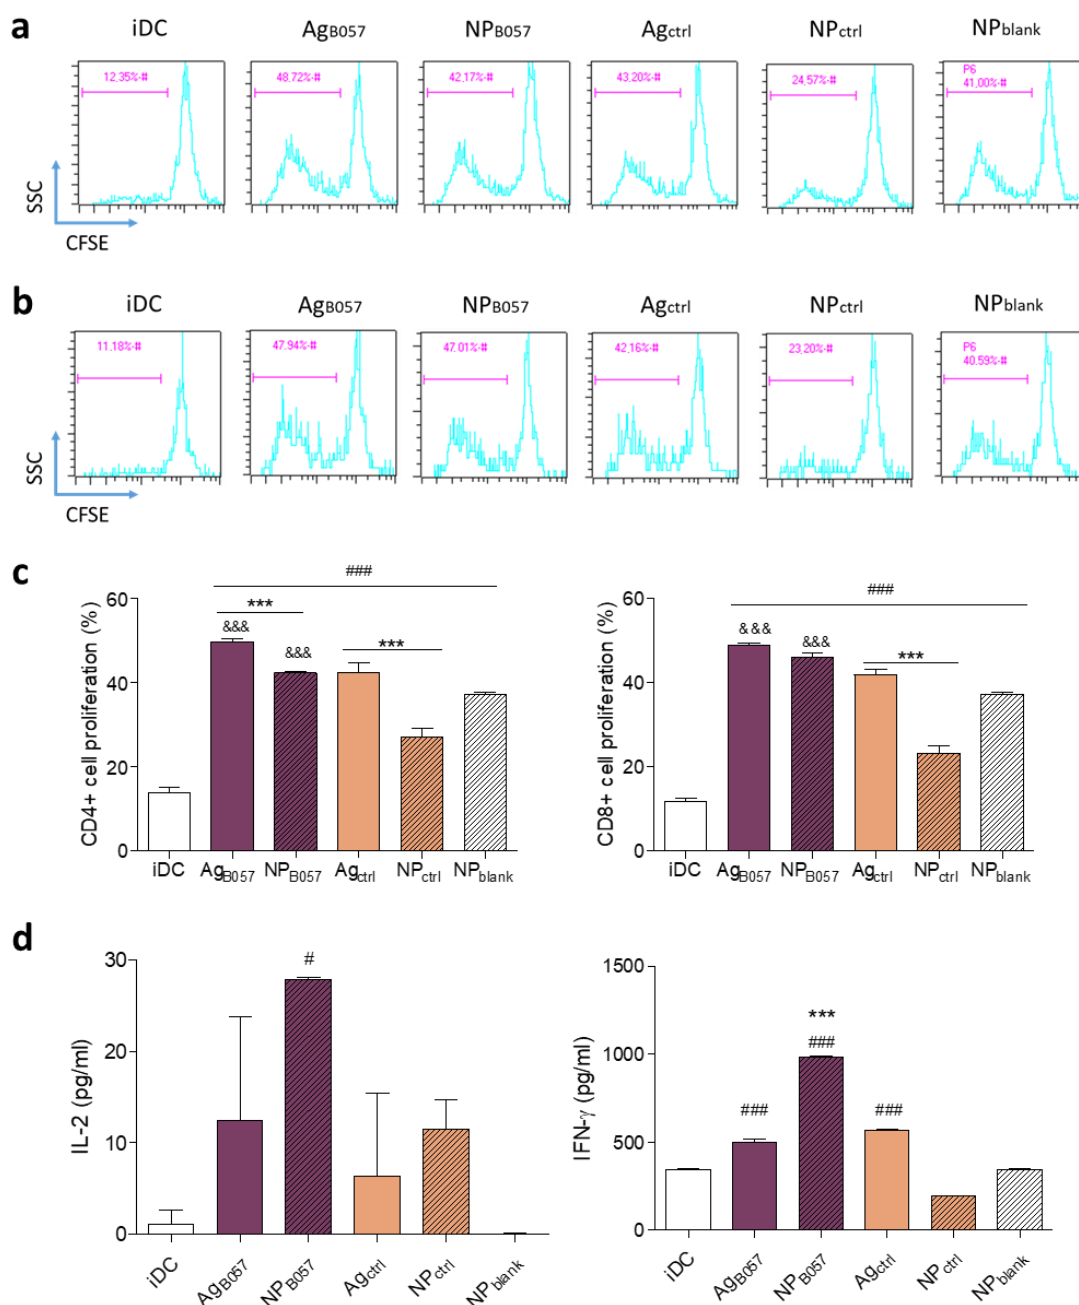 a
iDC AgB057 NPB057 Agctrl NPctrl NPblank
12,35%-# 48,72%-# 42,17%-# 43,20%-# 24,57%-# P6
41,00%-#
SSC
CFSE
b
iDC AgB057 NPB057 Agctrl NPctrl NPblank
11,18%-# 47,94%-# 47,01%-# 42,16%-# 23,20%-# P6
40,59%-#
SSC
CFSE
c
CD4+ cell proliferation (%)
60
40
20
0
###
***
&&&
&&&
***
iDC AgB057 NPB057 Agctrl NPctrl NPblank
CD8+ cell proliferation (%)
60
40
20
0
###
&&&
&&&
***
iDC AgB057 NPB057 Agctrl NPctrl NPblank
d
IL-2 (pg/ml)
30
20
10
0
#
iDC AgB057 NPB057 Agctrl NPctrl NPblank
IFN-γ (pg/ml)
1500
1000
500
0
***
###
###
###
iDC AgB057 NPB057 Agctrl NPctrl NPblank